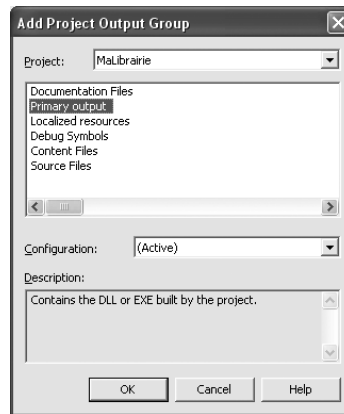 Add Project Output Group
Project: MaLibrairie
Documentation Files
Primary output
Localized resources
Debug Symbols
Content Files
Source Files
Configuration: (Active)
Description:
Contains the DLL or EXE built by the project.
OK Cancel Help